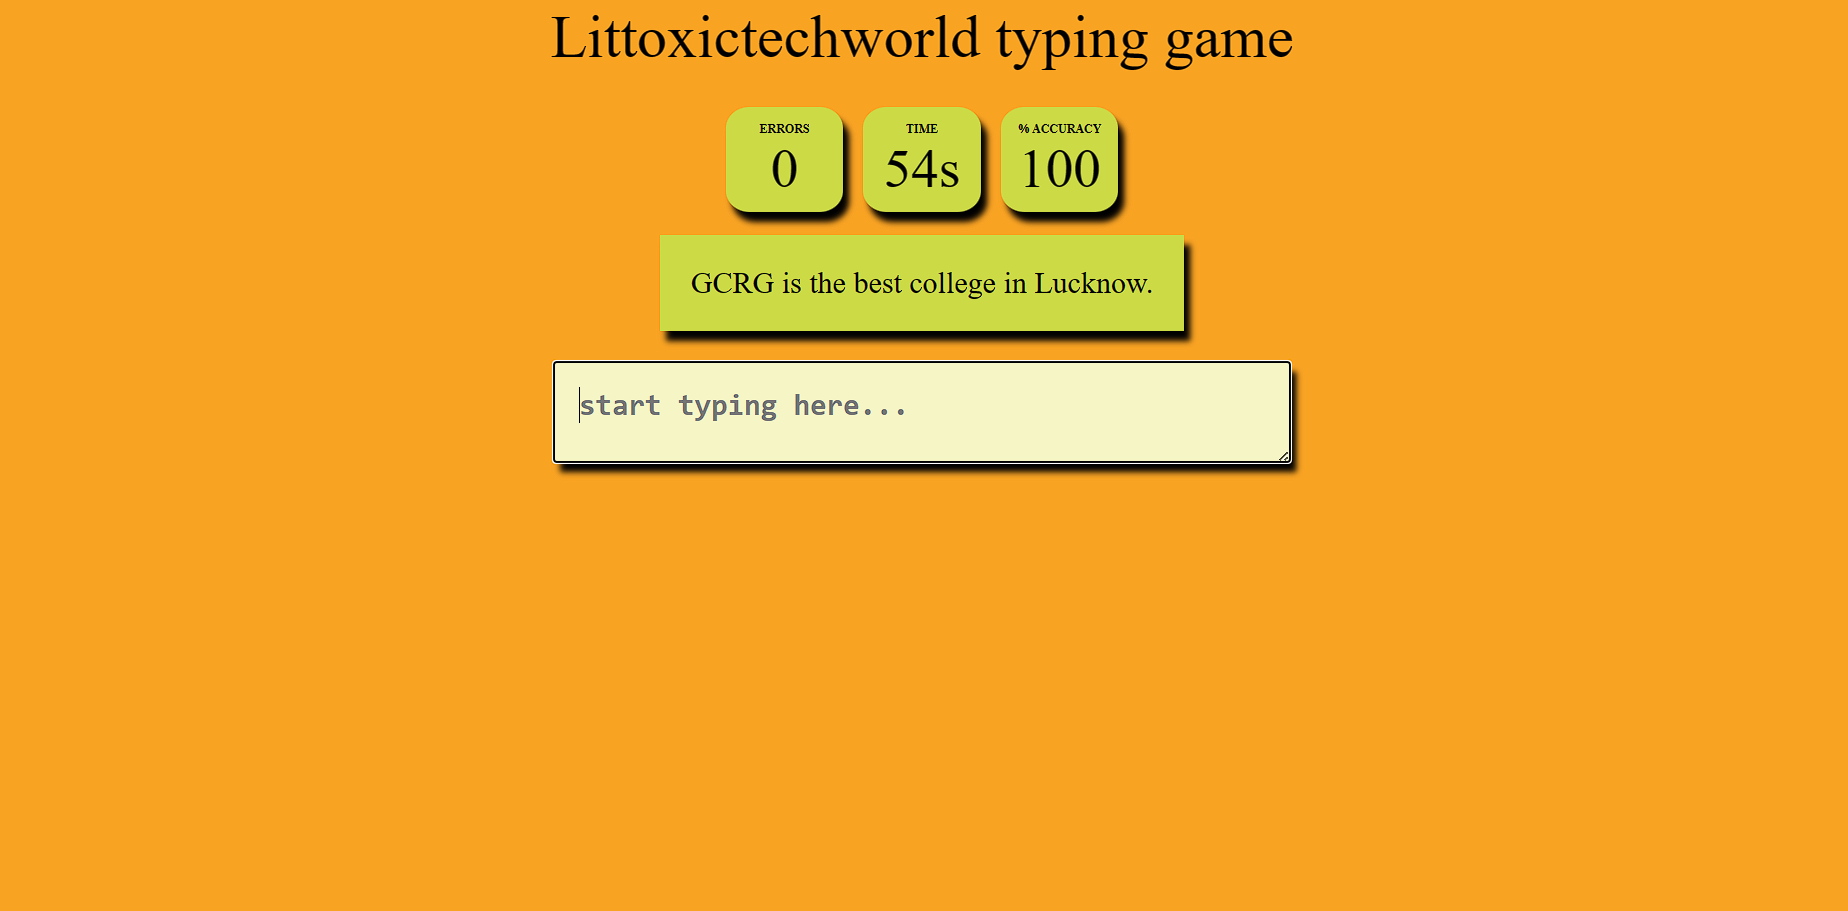 Littoxictechworld typing game
ERRORS TIME % ACCURACY
0 54s 100
GCRG is the best college in Lucknow.
start typing here...